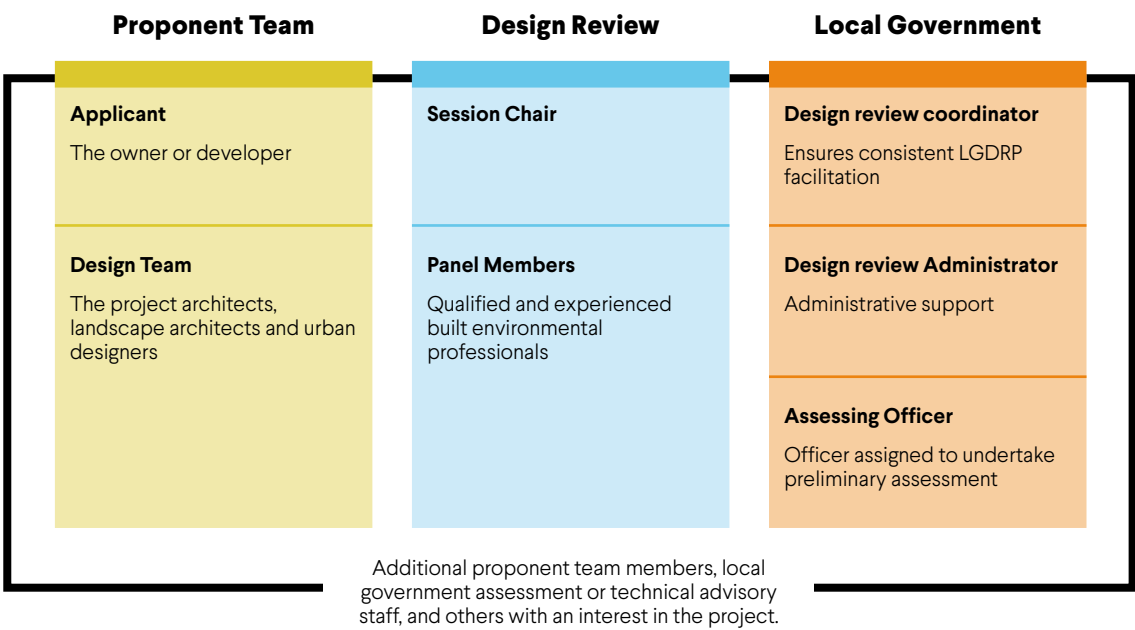 Proponent Team
Applicant
The owner or developer
Design Team
The project architects,
landscape architects and urban
designers
Design Review
Session Chair
Panel Members
Qualified and experienced
built environmental
professionals
Local Government
Design review coordinator
Ensures consistent LGDRP
facilitation
Design review Administrator
Administrative support
Assessing Officer
Officer assigned to undertake
preliminary assessment
Additional proponent team members, local
government assessment or technical advisory
staff, and others with an interest in the project.